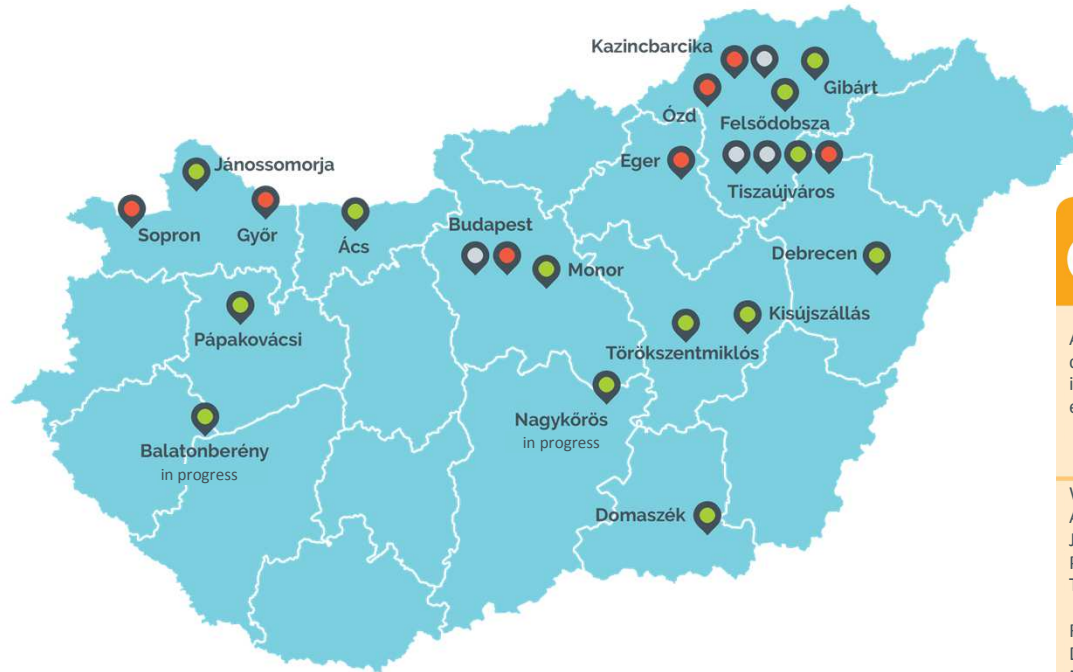 Kazincbarcika
Gibárt
Ózd
Felsődobsza
Eger
Tiszaújváros
Jánossomorja
Sopron
Győr
Ács
Budapest
Monor
Debrecen
Pápakovácsi
Kisújszállás
Törökszentmiklós
Nagykőrös
in progress
Balatonberény
in progress
Domaszék